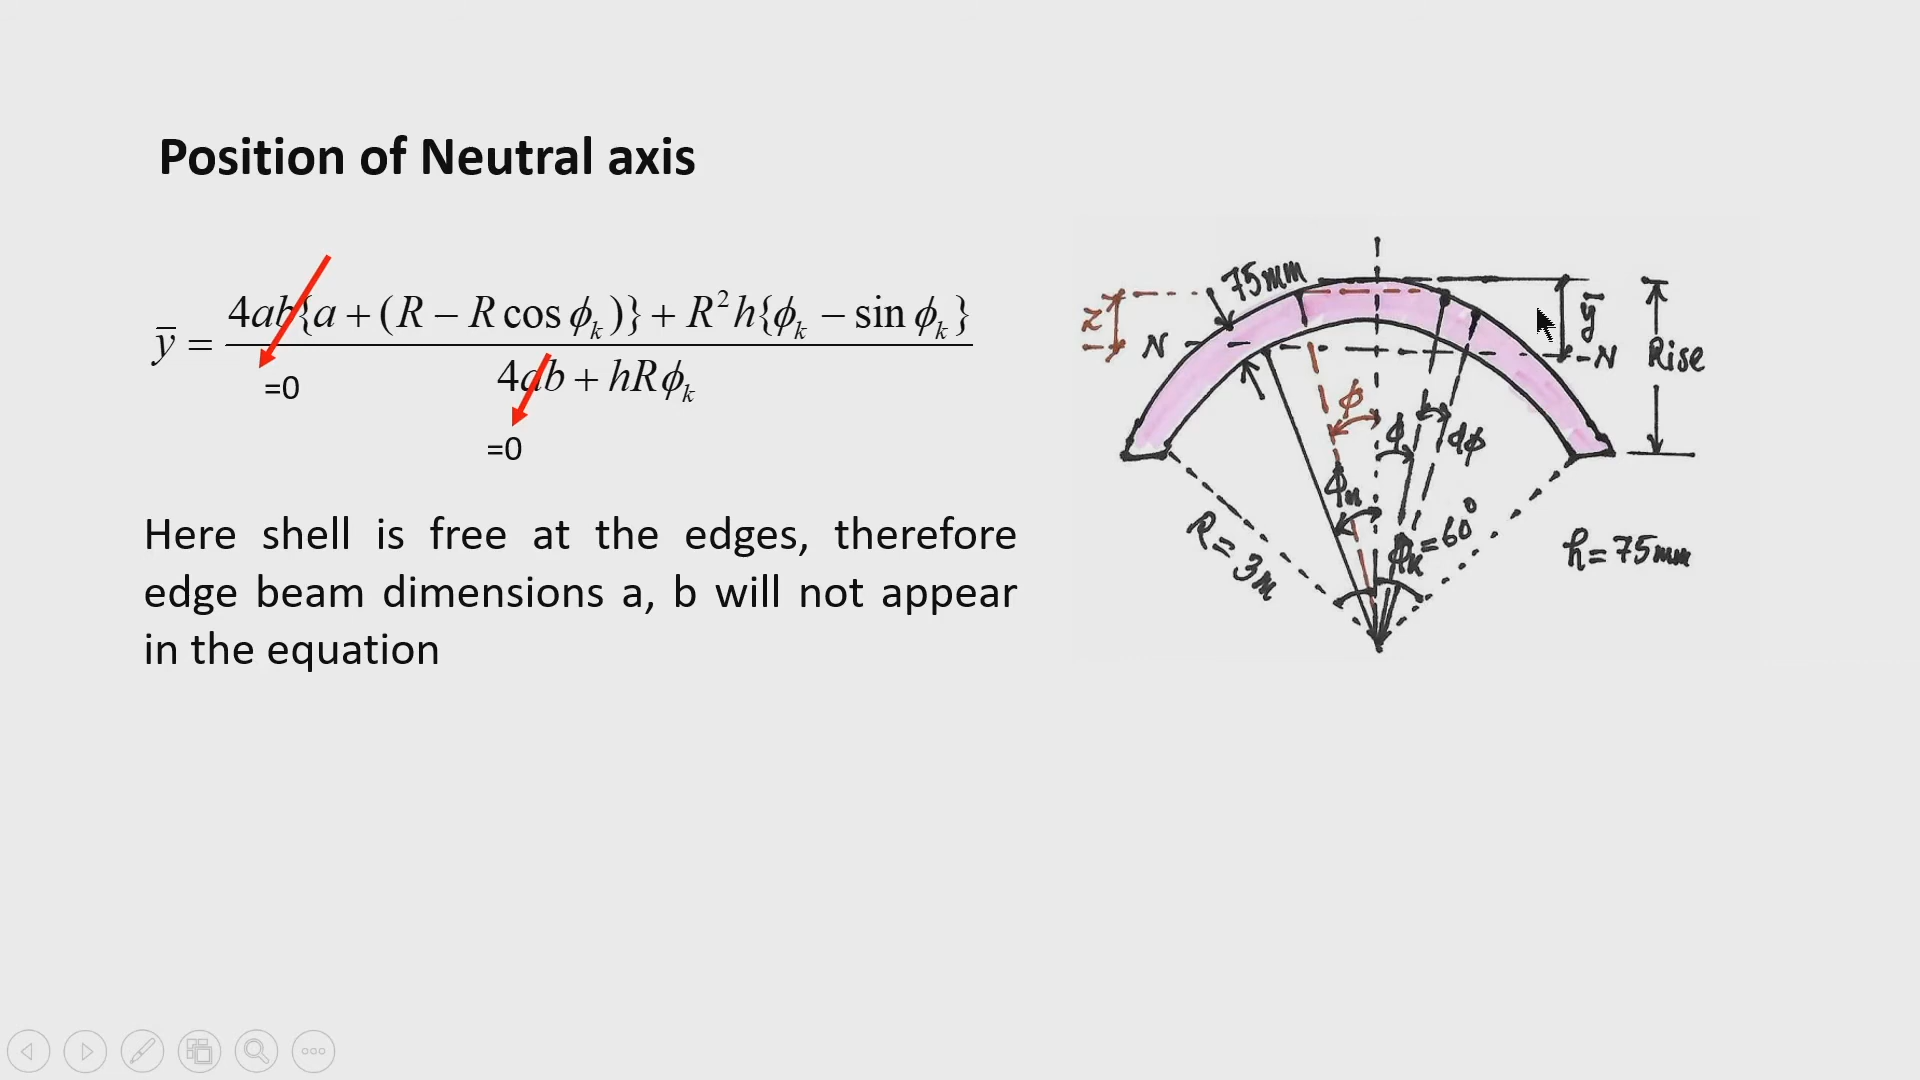 Position of Neutral axis
ȳ = 4ab{a + (R − R cos ϕₖ)} + R²h{ϕₖ − sin ϕₖ} / 4ab + hRϕₖ
=0
=0
Here shell is free at the edges, therefore
edge beam dimensions a, b will not appear
in the equation
75mm
z
N
ȳ
N
Rise
ϕ
ϕ
dϕ
ϕₙ
R=3m
ϕₖ=60°
h=75mm